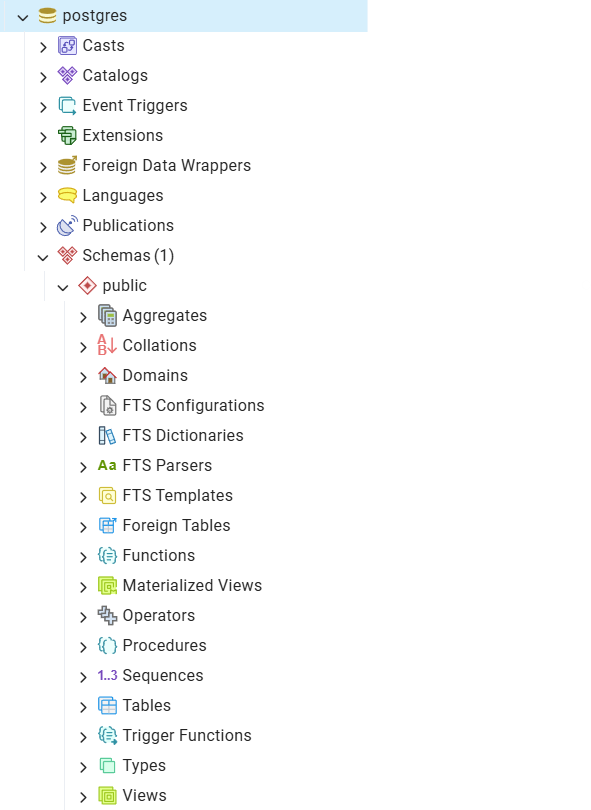 postgres
Casts
Catalogs
Event Triggers
Extensions
Foreign Data Wrappers
Languages
Publications
Schemas (1)
public
Aggregates
A
B Collations
Domains
FTS Configurations
FTS Dictionaries
Aa FTS Parsers
FTS Templates
Foreign Tables
Functions
Materialized Views
Operators
Procedures
1..3 Sequences
Tables
Trigger Functions
Types
Views